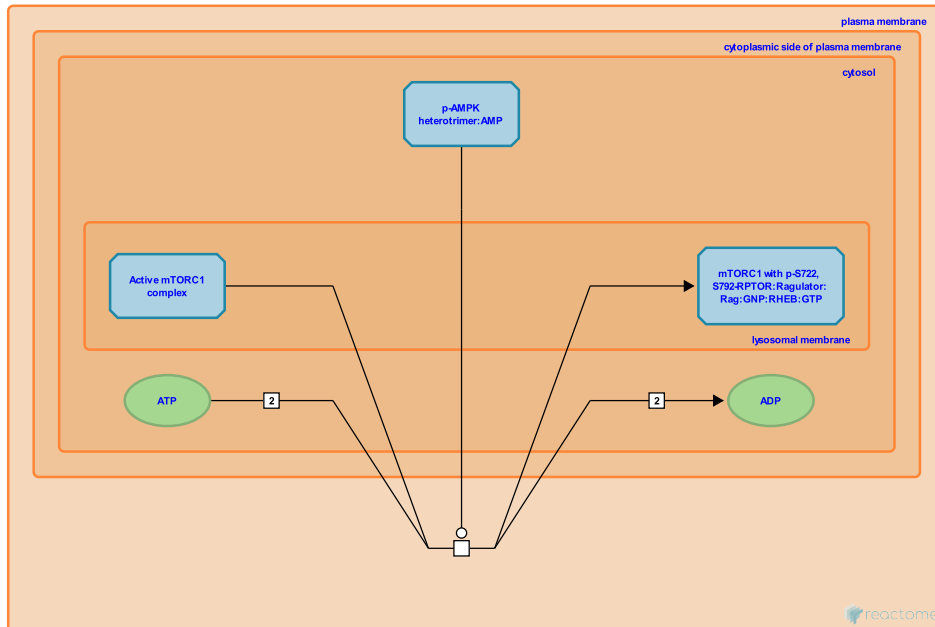 plasma membrane
cytoplasmic side of plasma membrane
cytosol
p-AMPK
heterotrimer:AMP
Active mTORC1
complex
mTORC1 with p-S722,
S792-RPTOR:Ragulator:
Rag:GNP:RHEB:GTP
lysosomal membrane
ATP
2
2
ADP
reactome